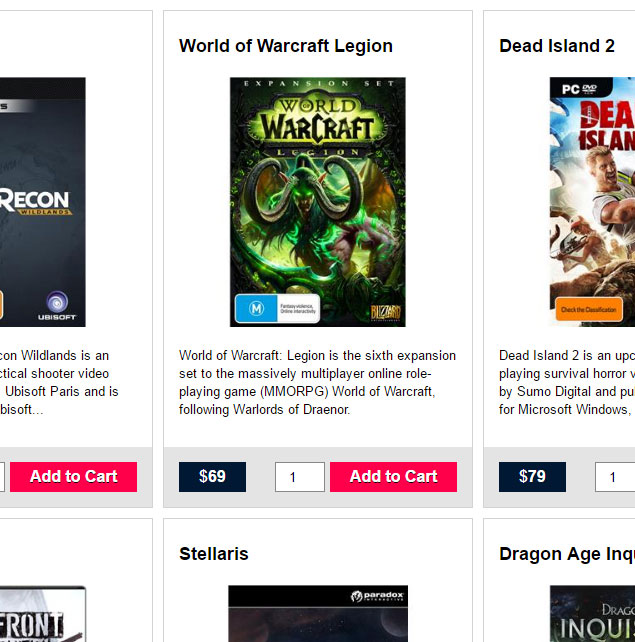 World of Warcraft Legion
Dead Island 2
EXPANSION SET
WORLD
OF
WARCRAFT
LEGION
M
Fantasy violence,
Online Interactivity
BLIZZARD
ENTERTAINMENT
RECON
WILDLANDS
UBISOFT
PC DVD
DEA
ISLAN
Check the Classification
con Wildlands is an
ctical shooter video
Ubisoft Paris and is
bisoft...
World of Warcraft: Legion is the sixth expansion
set to the massively multiplayer online role-
playing game (MMORPG) World of Warcraft,
following Warlords of Draenor.
Dead Island 2 is an upc
playing survival horror v
by Sumo Digital and pu
for Microsoft Windows,
Add to Cart
$69
1
Add to Cart
$79
1
Stellaris
Dragon Age Inqu
FRONT
paradox
INTERACTIVE
DRAGO
INQUIS